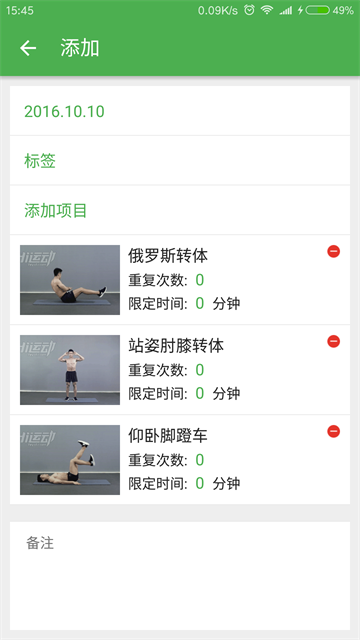 15:45 0.09K/s 49%
添加
2016.10.10
标签
添加项目
俄罗斯转体
重复次数: 0
限定时间: 0 分钟
站姿肘膝转体
重复次数: 0
限定时间: 0 分钟
仰卧脚蹬车
重复次数: 0
限定时间: 0 分钟
备注